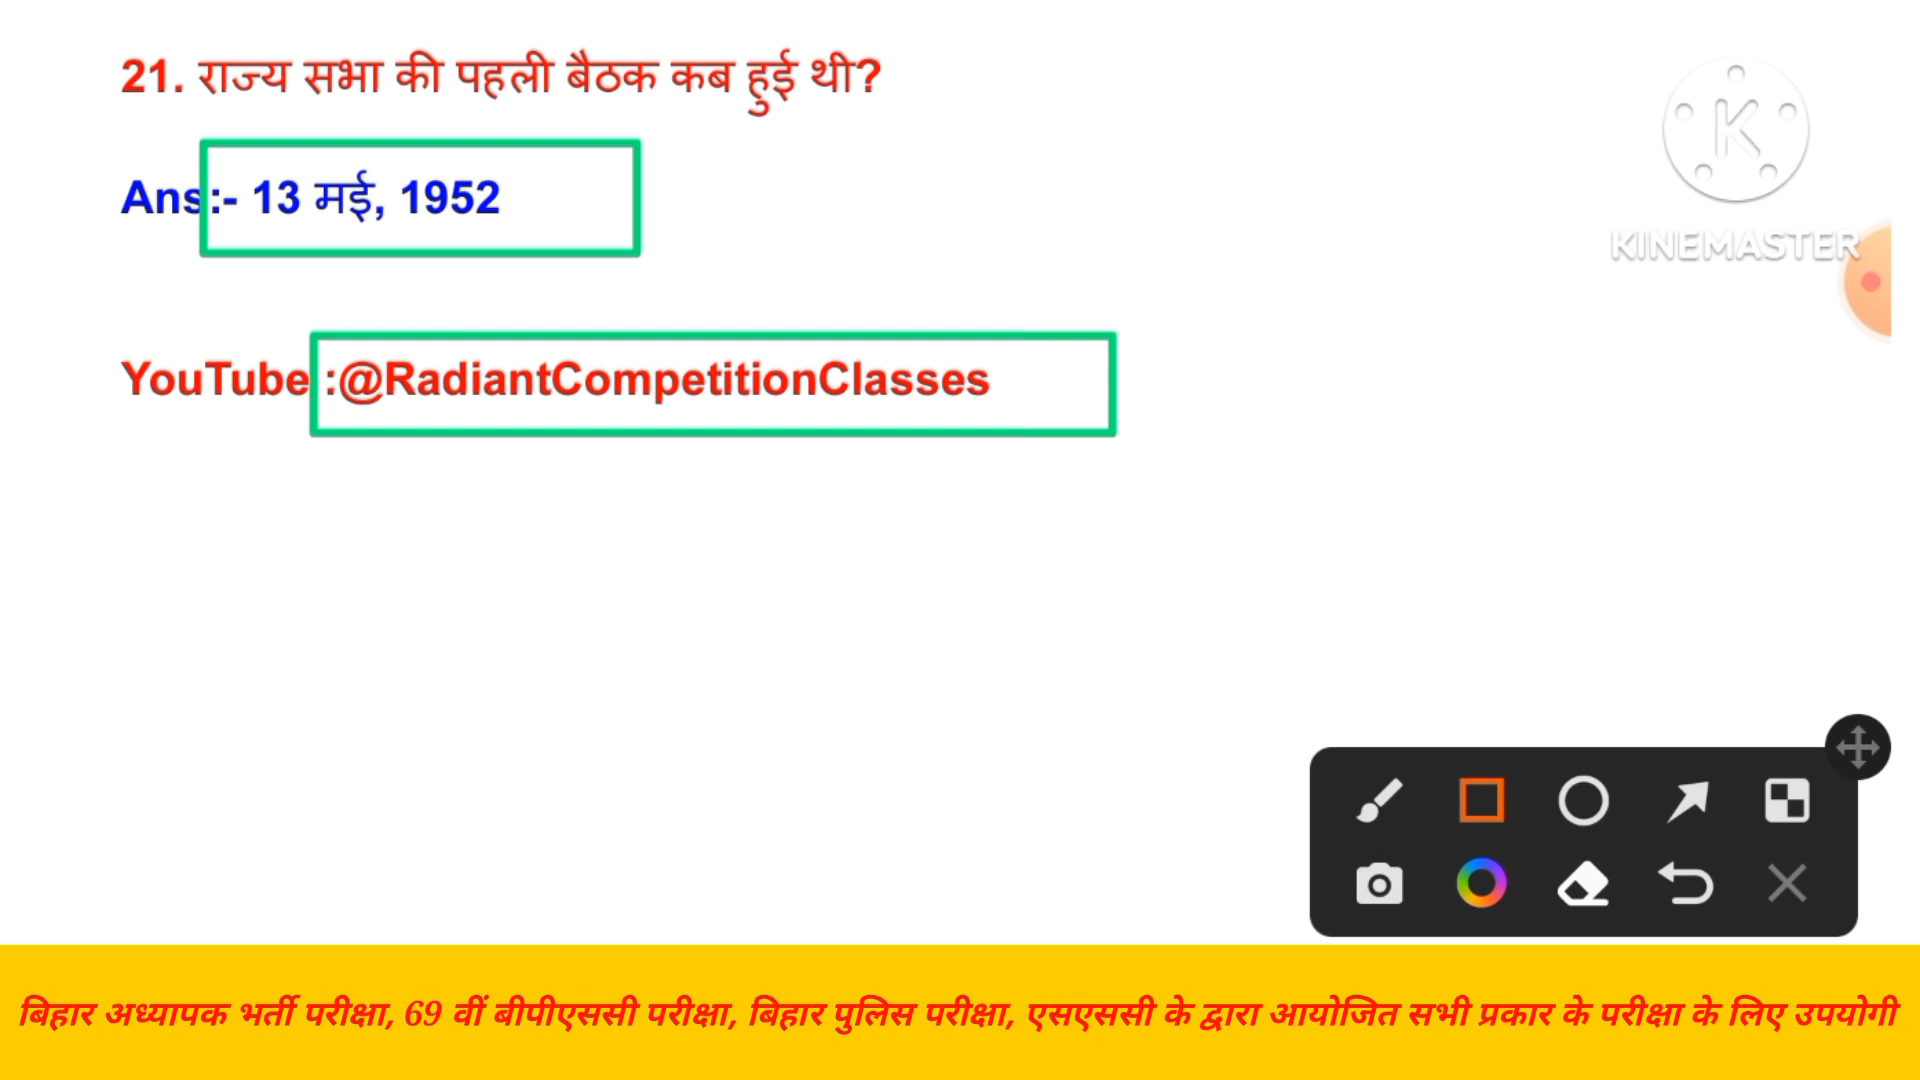 21. राज्य सभा की पहली बैठक कब हुई थी?
Ans:- 13 मई, 1952
YouTube :@RadiantCompetitionClasses
K
KINEMASTER
बिहार अध्यापक भर्ती परीक्षा, 69 वीं बीपीएससी परीक्षा, बिहार पुलिस परीक्षा, एसएससी के द्वारा आयोजित सभी प्रकार के परीक्षा के लिए उपयोगी